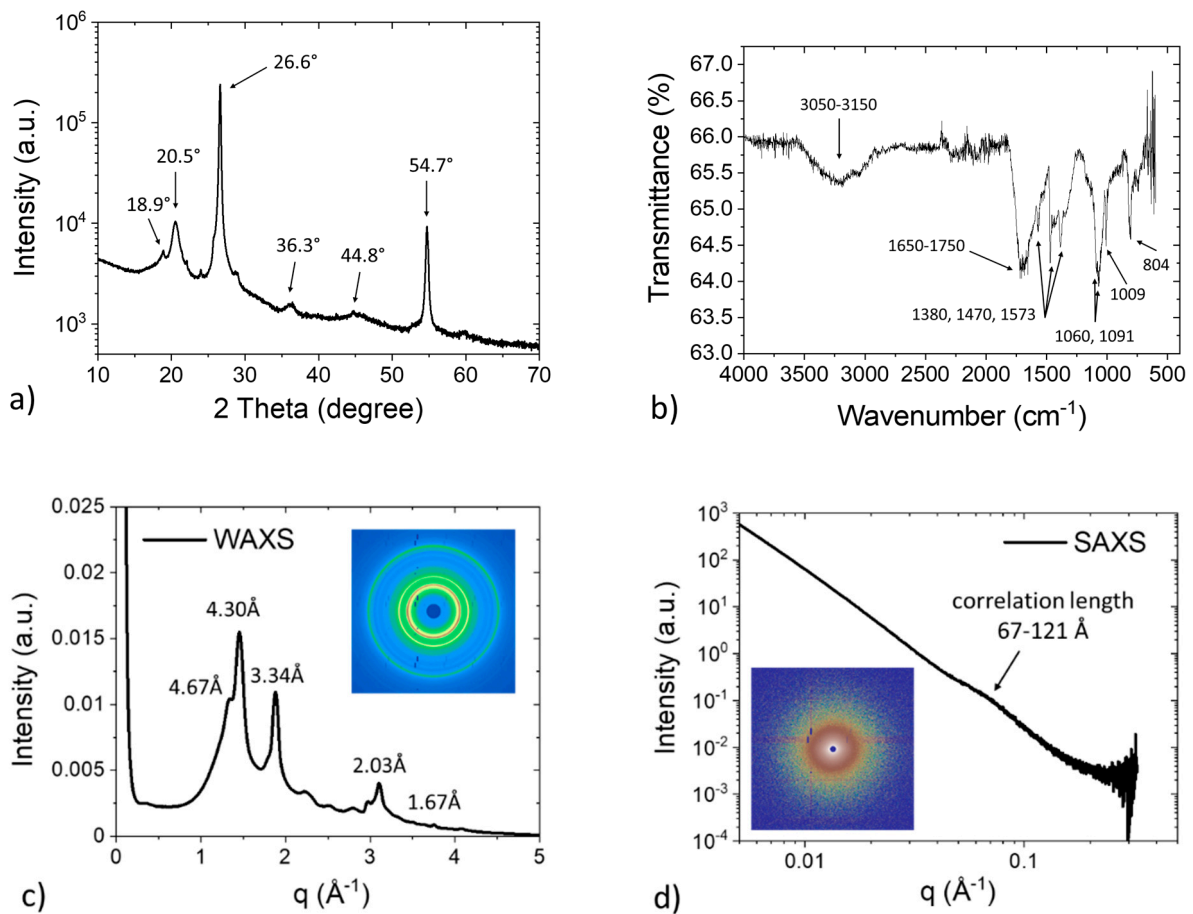 10⁶
10⁵
10⁴
10³
Intensity (a.u.)
26.6°
20.5°
18.9°
54.7°
36.3°
44.8°
10 20 30 40 50 60 70
2 Theta (degree)
a)
67.0
66.5
66.0
65.5
65.0
64.5
64.0
63.5
63.0
Transmittance (%)
3050-3150
1650-1750
804
1009
1380, 1470, 1573
1060, 1091
4000 3500 3000 2500 2000 1500 1000 500
Wavenumber (cm⁻¹)
b)
0.025
0.02
0.015
0.01
0.005
0
Intensity (a.u.)
WAXS
4.30Å
4.67Å
3.34Å
2.03Å
1.67Å
0 1 2 3 4 5
q (Å⁻¹)
c)
10³
10²
10¹
10⁰
10⁻¹
10⁻²
10⁻³
10⁻⁴
Intensity (a.u.)
SAXS
correlation length
67-121 Å
0.01 0.1
q (Å⁻¹)
d)